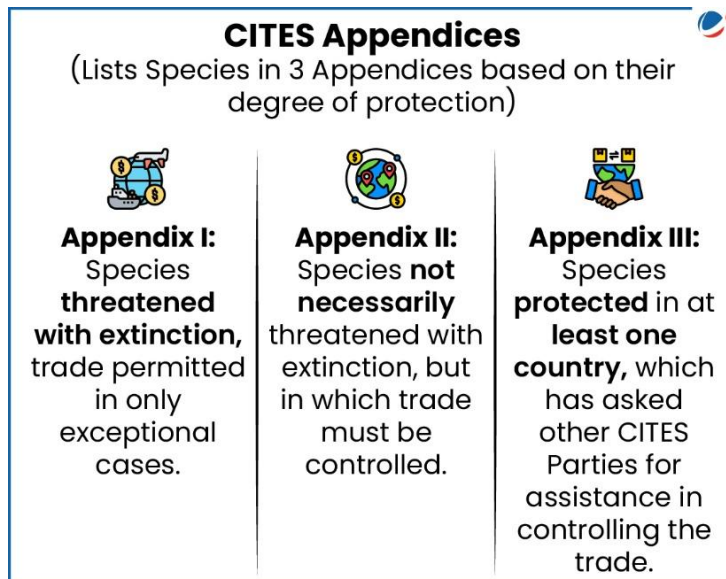 CITES Appendices
(Lists Species in 3 Appendices based on their
degree of protection)
Appendix I:
Species
threatened
with extinction,
trade permitted
in only
exceptional
cases.
Appendix II:
Species not
necessarily
threatened with
extinction, but
in which trade
must be
controlled.
Appendix III:
Species
protected in at
least one
country, which
has asked
other CITES
Parties for
assistance in
controlling the
trade.